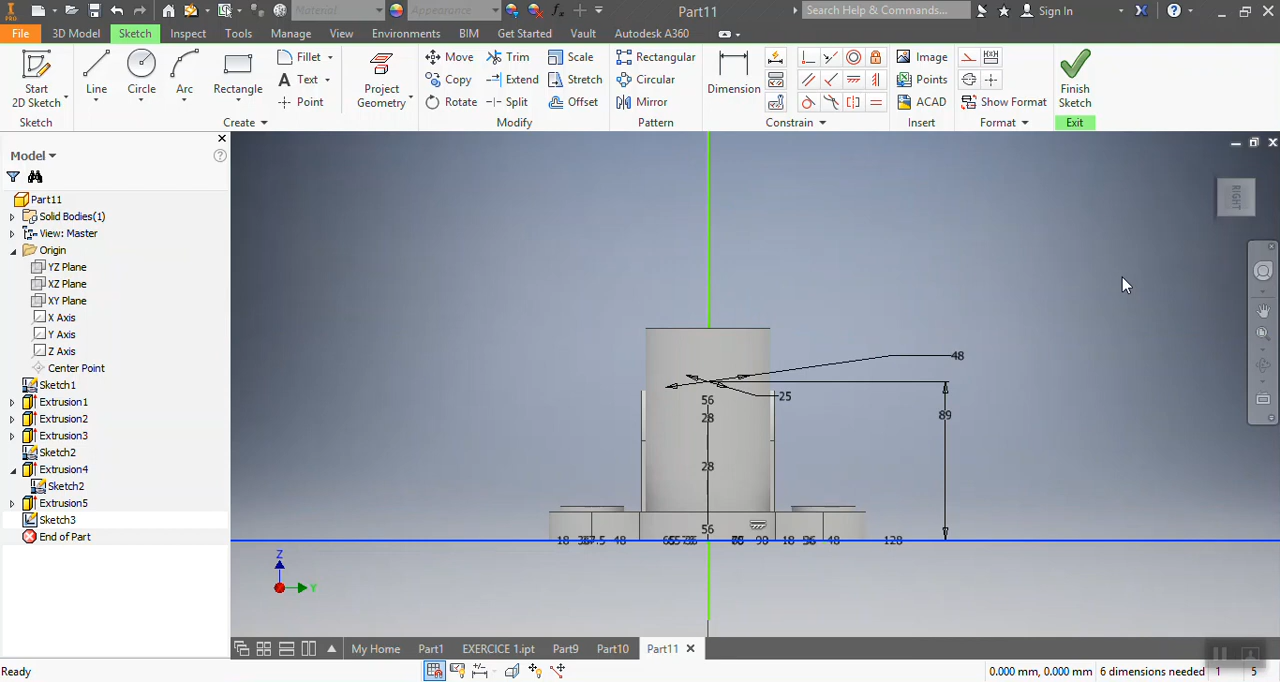 Material
Appearance
Part11
Search Help & Commands...
Sign In
PRO
File
3D Model
Sketch
Inspect
Tools
Manage
View
Environments
BIM
Get Started
Vault
Autodesk A360
Start
2D Sketch
Line
Circle
Arc
Rectangle
Fillet
Text
Point
Project
Geometry
Move
Copy
Rotate
Trim
Extend
Split
Scale
Stretch
Offset
Rectangular
Circular
Mirror
Dimension
Image
Points
ACAD
Show Format
Finish
Sketch
Sketch
Create
Modify
Pattern
Constrain
Insert
Format
Exit
Model
Part11
Solid Bodies(1)
View: Master
Origin
YZ Plane
XZ Plane
XY Plane
X Axis
Y Axis
Z Axis
Center Point
Sketch1
Extrusion1
Extrusion2
Extrusion3
Sketch2
Extrusion4
Sketch2
Extrusion5
Sketch3
End of Part
RIGHT
48
25
89
56
28
28
56
18
48
90
18
48
128
Z
Y
My Home
Part1
EXERCICE 1.ipt
Part9
Part10
Part11
Ready
0.000 mm, 0.000 mm
6 dimensions needed
1
5